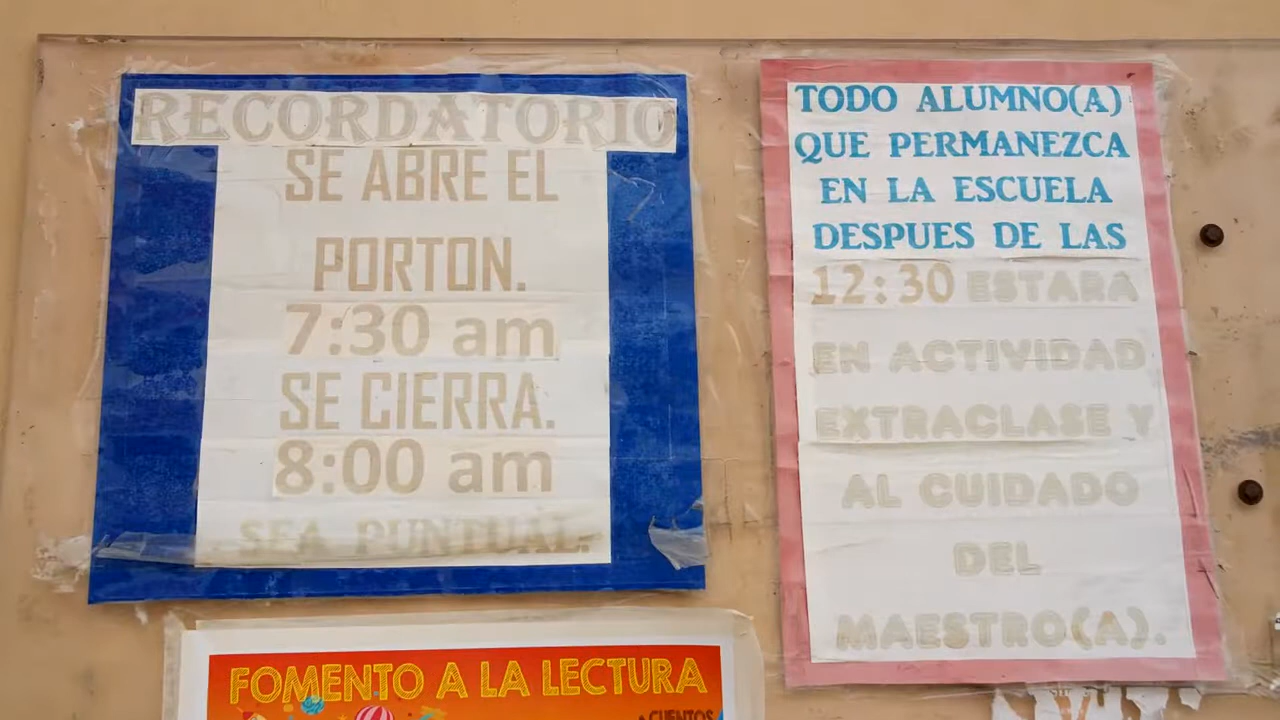 RECORDATORIO
SE ABRE EL
PORTON.
7:30 am
SE CIERRA.
8:00 am
SEA PUNTUAL.
TODO ALUMNO(A)
QUE PERMANEZCA
EN LA ESCUELA
DESPUES DE LAS
12:30 ESTARA
EN ACTIVIDAD
EXTRACLASE Y
AL CUIDADO
DEL
MAESTRO(A).
FOMENTO A LA LECTURA
CUENTOS